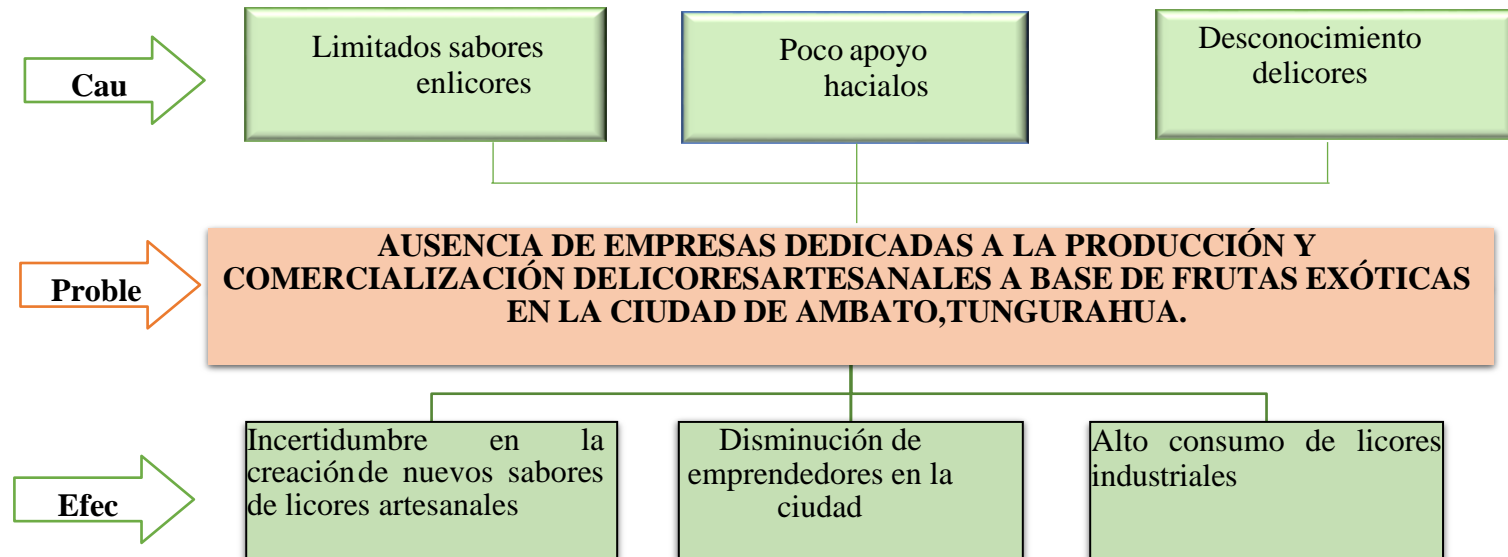 Cau
Limitados sabores
enlicores
Poco apoyo
hacialos
Desconocimiento
delicores
Proble
AUSENCIA DE EMPRESAS DEDICADAS A LA PRODUCCIÓN Y
COMERCIALIZACIÓN DELICORESARTESANALES A BASE DE FRUTAS EXÓTICAS
EN LA CIUDAD DE AMBATO,TUNGURAHUA.
Efec
Incertidumbre en la
creaciónde nuevos sabores
de licores artesanales
Disminución de
emprendedores en la
ciudad
Alto consumo de licores
industriales